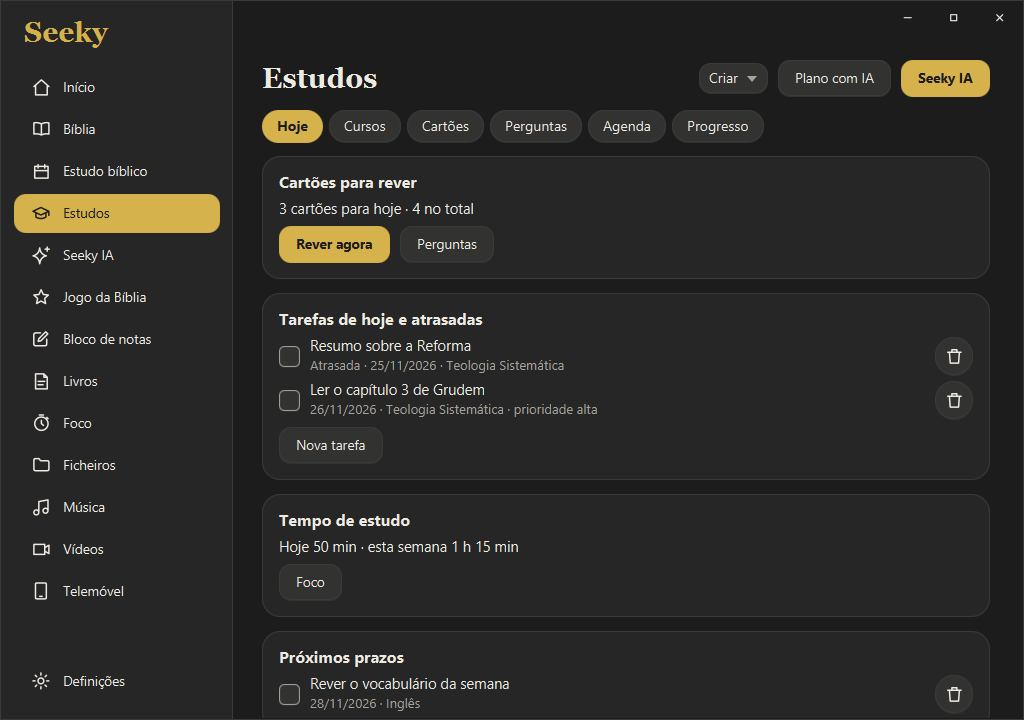 Seeky
Início
Bíblia
Estudo bíblico
Estudos
Seeky IA
Jogo da Bíblia
Bloco de notas
Livros
Foco
Ficheiros
Música
Vídeos
Telemóvel
Definições
Estudos
Criar
Plano com IA
Seeky IA
Hoje
Cursos
Cartões
Perguntas
Agenda
Progresso
Cartões para rever
3 cartões para hoje · 4 no total
Rever agora
Perguntas
Tarefas de hoje e atrasadas
Resumo sobre a Reforma
Atrasada · 25/11/2026 · Teologia Sistemática
Ler o capítulo 3 de Grudem
26/11/2026 · Teologia Sistemática · prioridade alta
Nova tarefa
Tempo de estudo
Hoje 50 min · esta semana 1 h 15 min
Foco
Próximos prazos
Rever o vocabulário da semana
28/11/2026 · Inglês